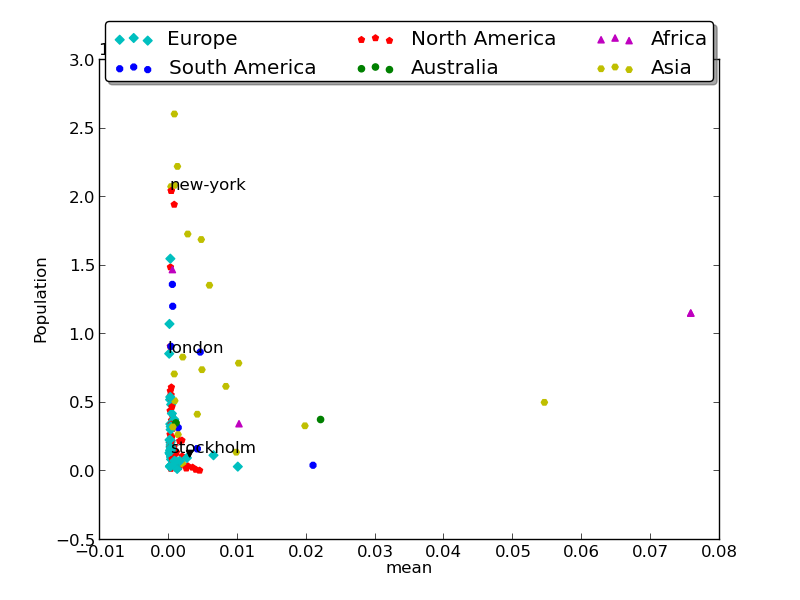 Europe North America Africa
South America Australia Asia
3.0
2.5
new-york
2.0
Population
1.5
1.0
london
0.5
stockholm
0.0
−0.5
−0.01 0.00 0.01 0.02 0.03 0.04 0.05 0.06 0.07 0.08
mean